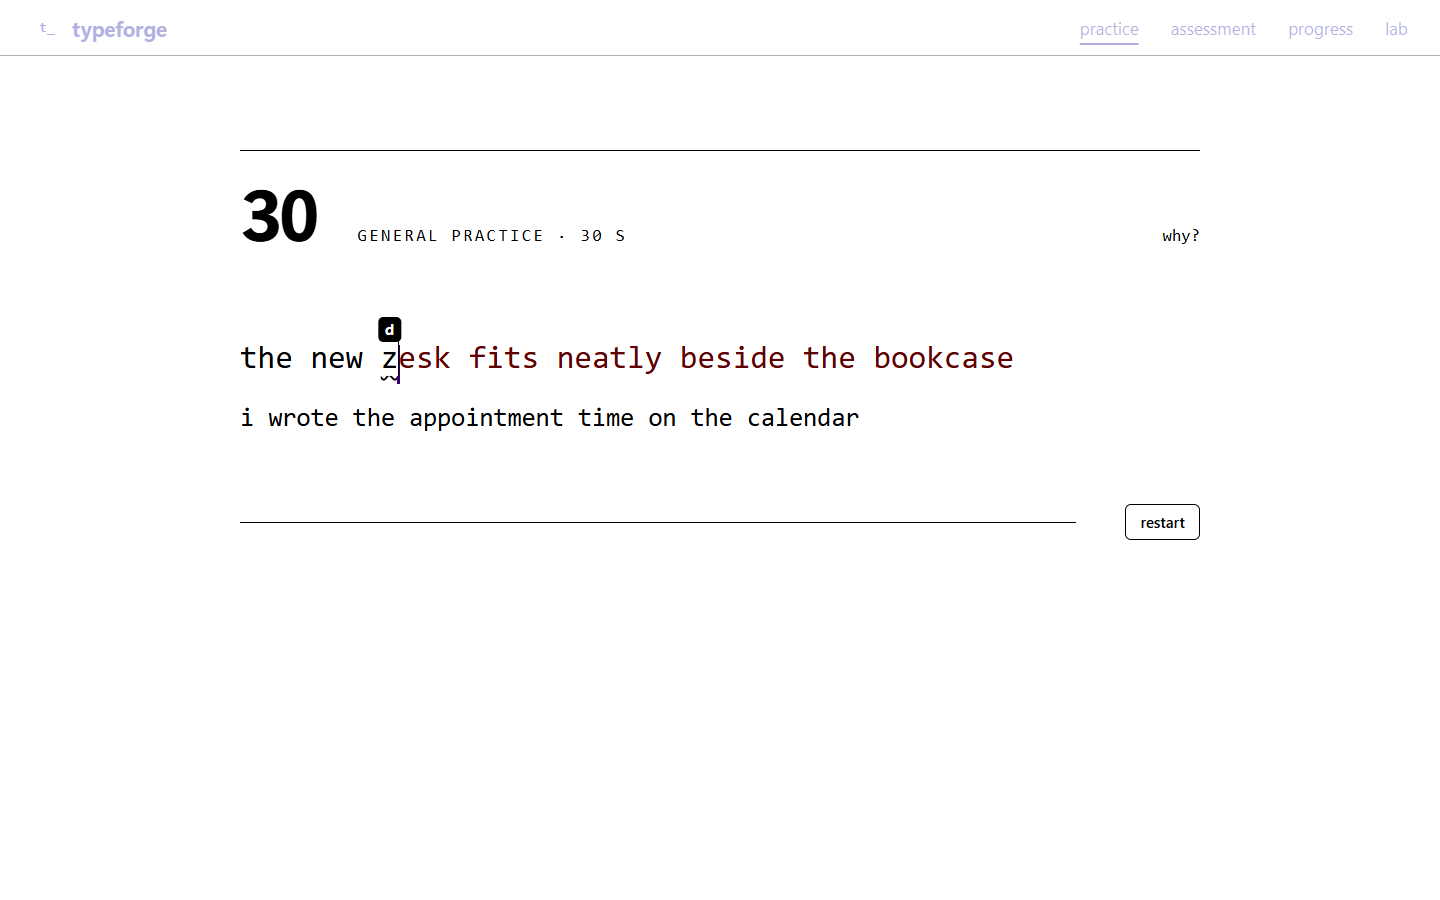 t_ typeforge practice assessment progress lab
30 GENERAL PRACTICE · 30 S why?
d
the new zesk fits neatly beside the bookcase
i wrote the appointment time on the calendar
restart